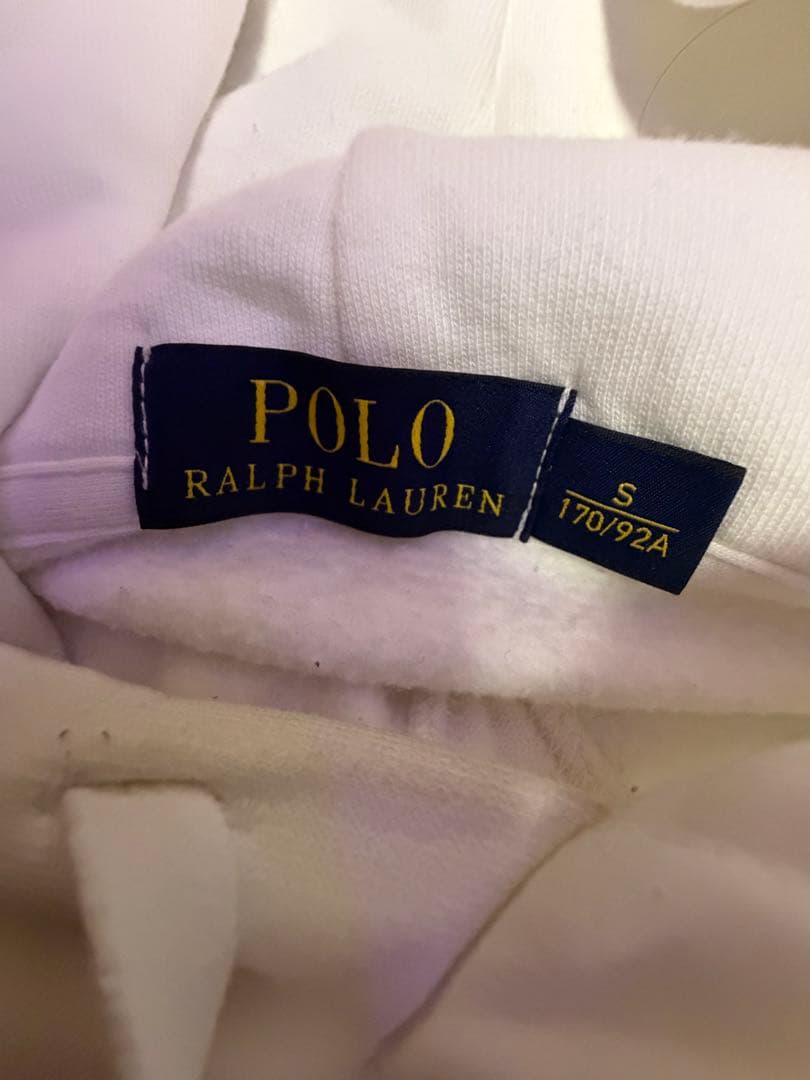 POLO
RALPH LAUREN
S
170/92A